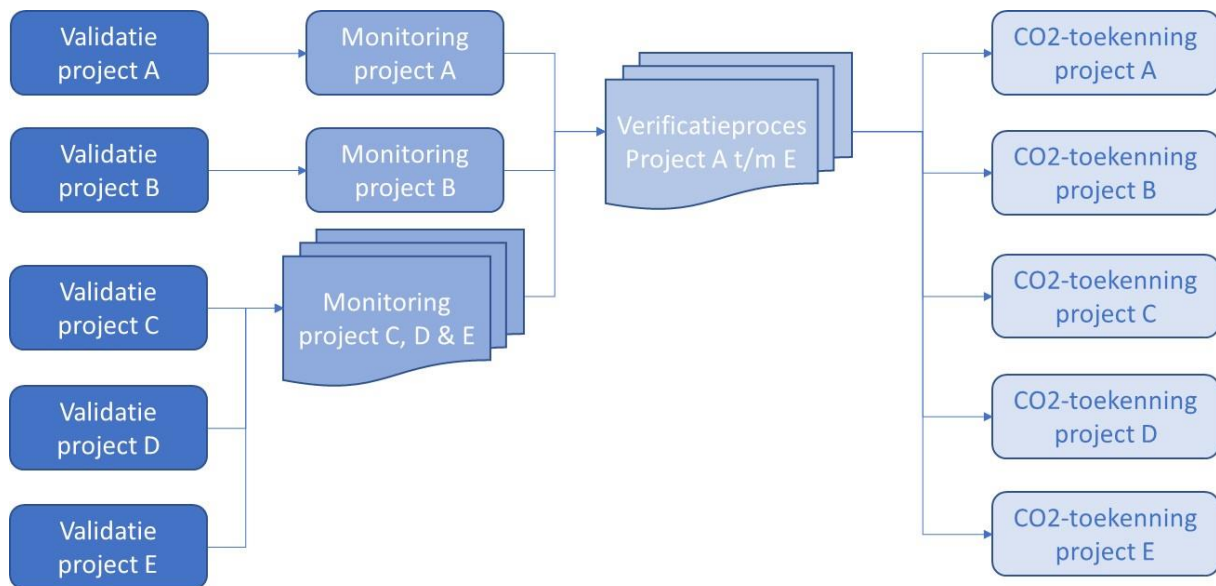 Validatie
project A
Monitoring
project A
Verificatieproces
Project A t/m E
CO2-toekenning
project A
Validatie
project B
Monitoring
project B
CO2-toekenning
project B
Validatie
project C
Monitoring
project C, D & E
CO2-toekenning
project C
Validatie
project D
CO2-toekenning
project D
Validatie
project E
CO2-toekenning
project E